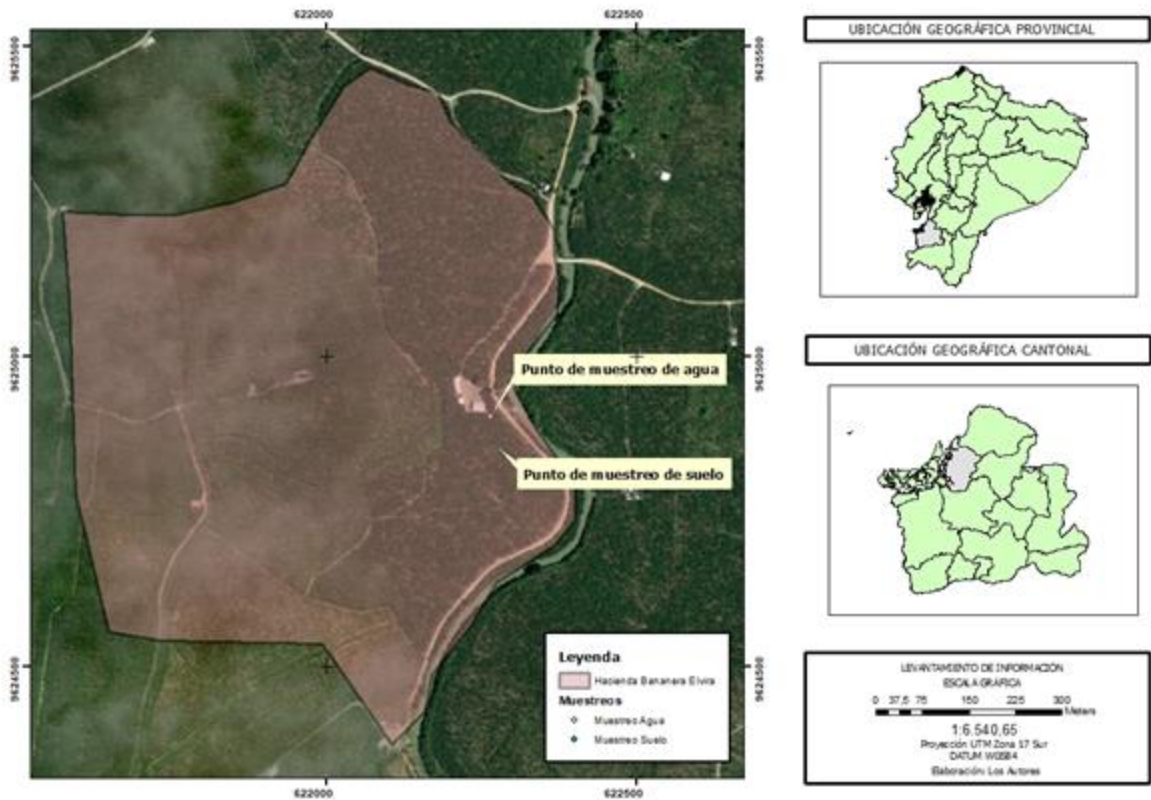 622000
622500
9625500
9625500
9625000
9625000
9624500
9624500
622000
622500
Punto de muestreo de agua
Punto de muestreo de suelo
Leyenda
Hacienda Bananera Elvira
Muestreos
Muestreo Agua
Muestreo Suelo
UBICACIÓN GEOGRÁFICA PROVINCIAL
UBICACIÓN GEOGRÁFICA CANTONAL
LEVANTAMIENTO DE INFORMACIÓN
ESCALA GRÁFICA
0 37,5 75 150 225 300
Meters
1:6.540,65
Proyección UTM Zona 17 Sur
DATUM WGS84
Elaboración: Los Autores